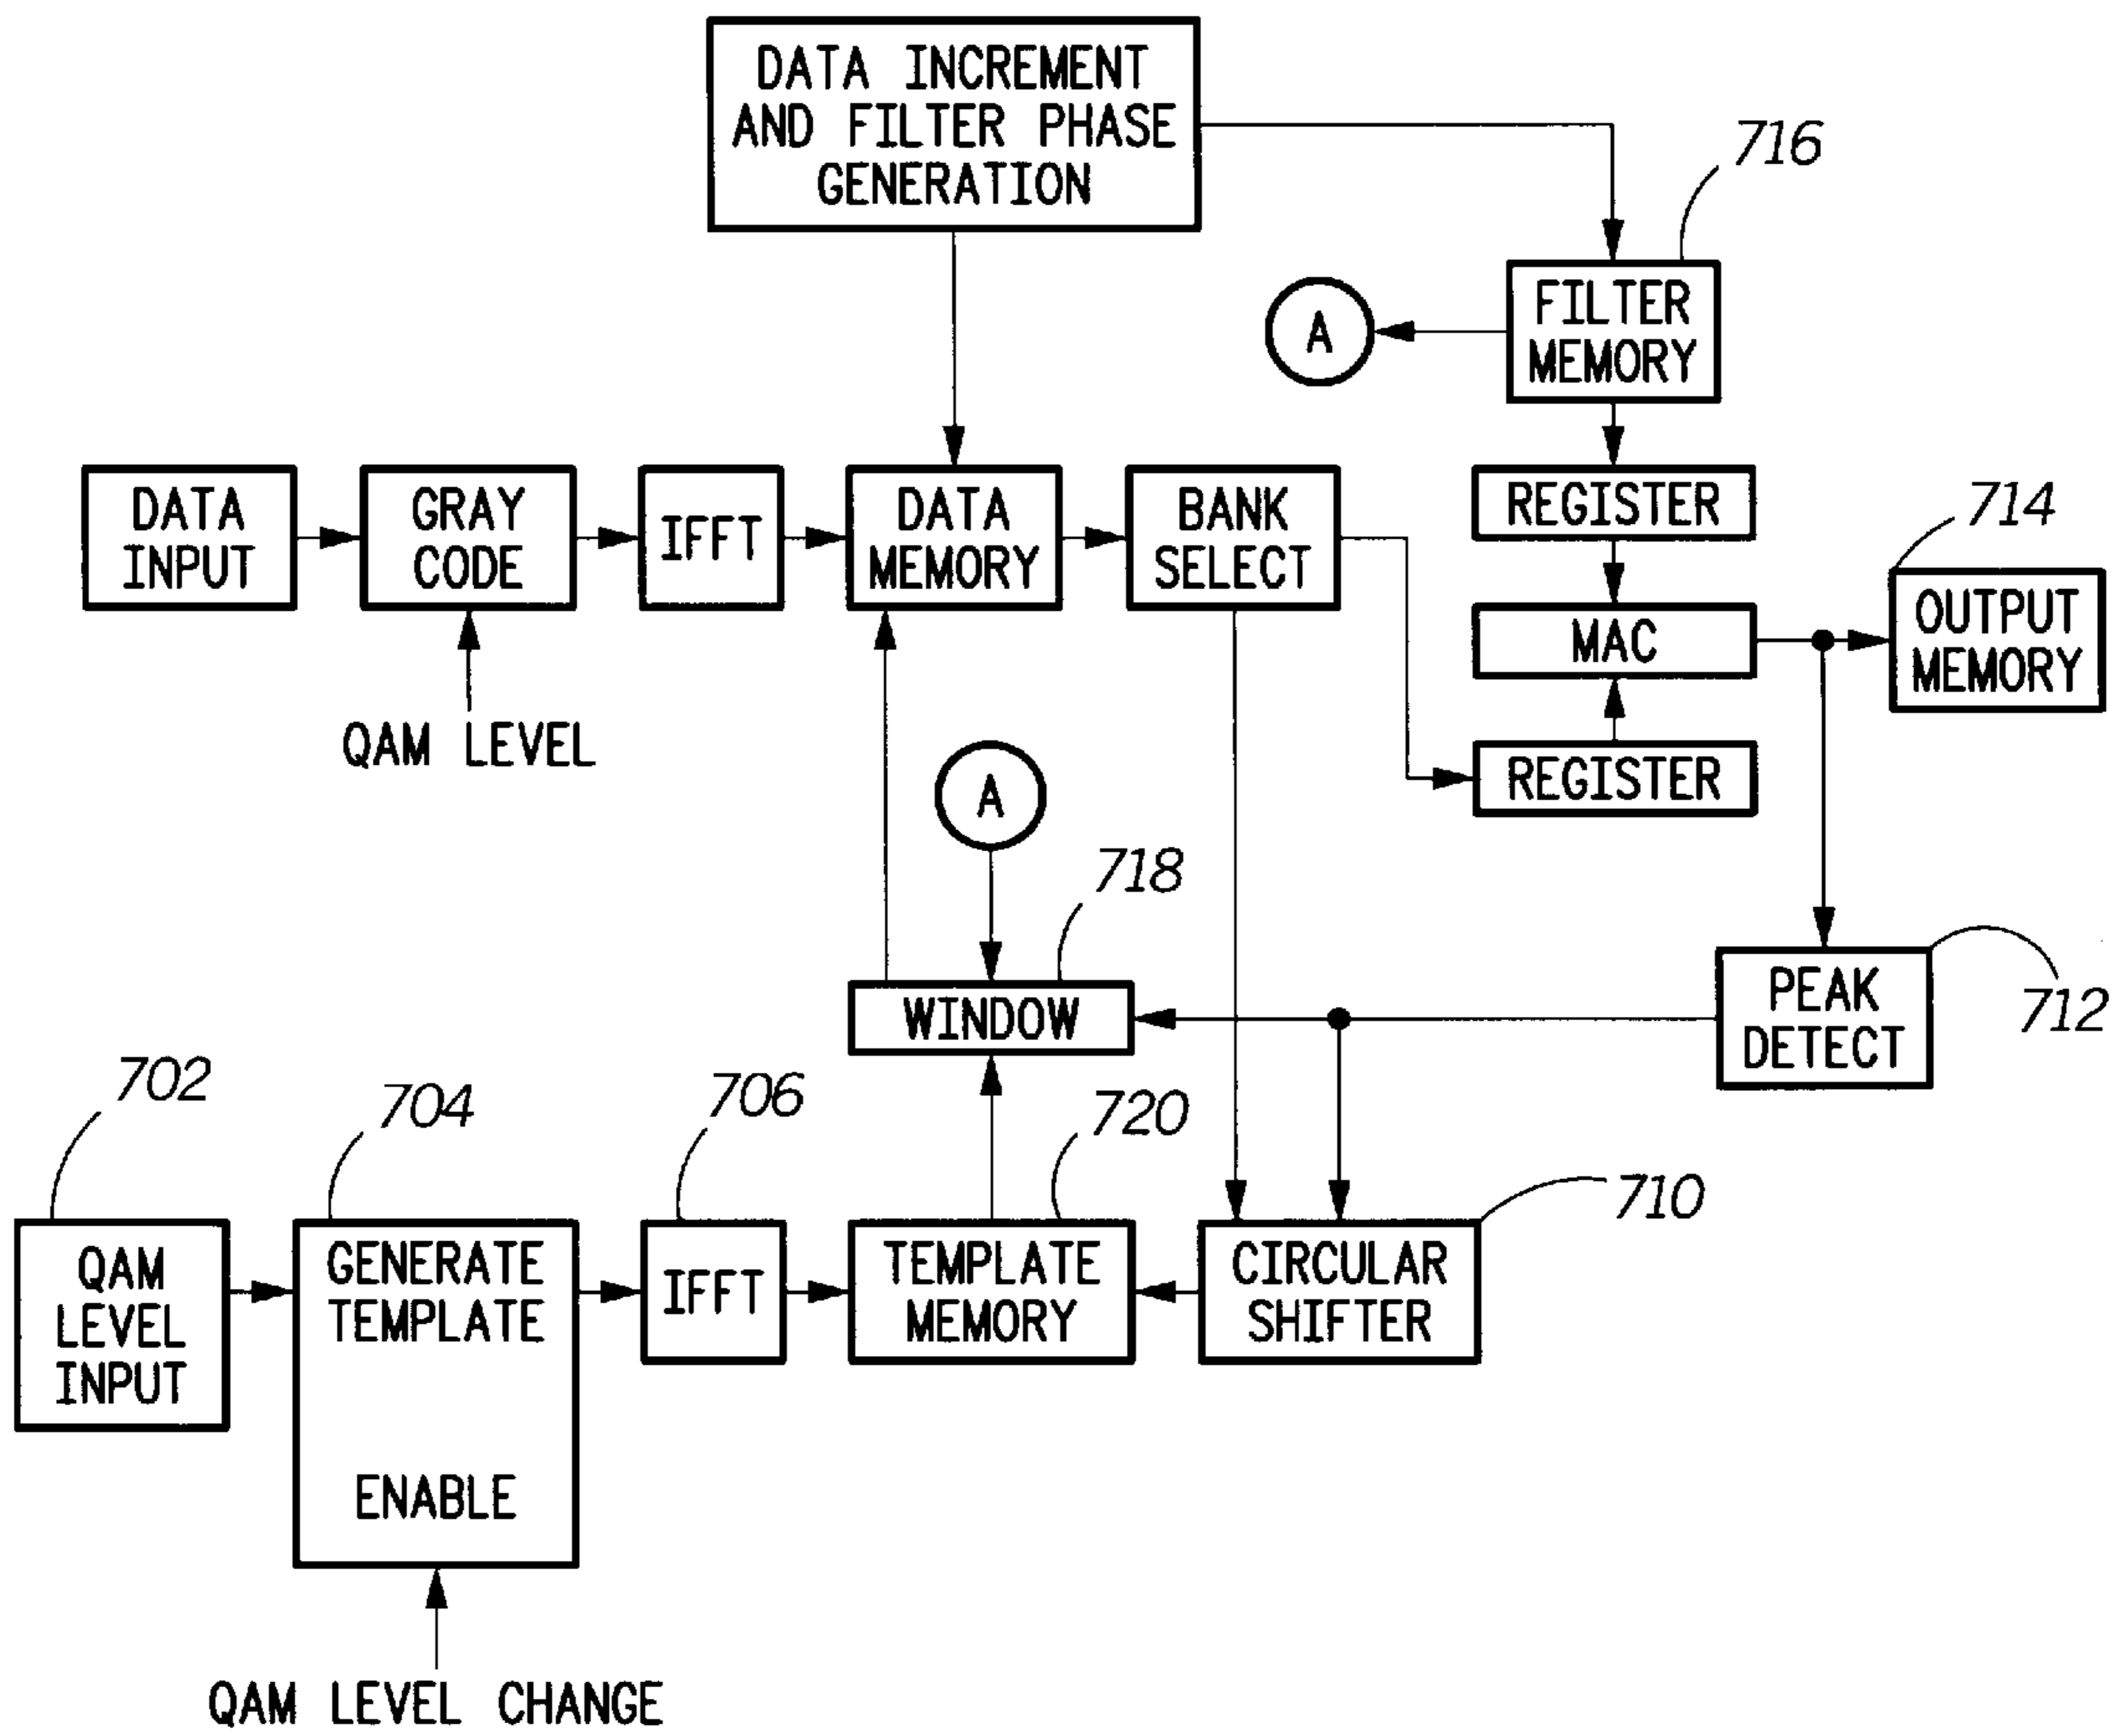 DATA INCREMENT
AND FILTER PHASE
GENERATION
716
A
FILTER
MEMORY
DATA
INPUT
GRAY
CODE
IFFT
DATA
MEMORY
BANK
SELECT
REGISTER
714
MAC
OUTPUT
MEMORY
QAM LEVEL
REGISTER
A
718
WINDOW
PEAK
DETECT
712
702
704
706
720
710
QAM
LEVEL
INPUT
GENERATE
TEMPLATE
ENABLE
IFFT
TEMPLATE
MEMORY
CIRCULAR
SHIFTER
QAM LEVEL CHANGE